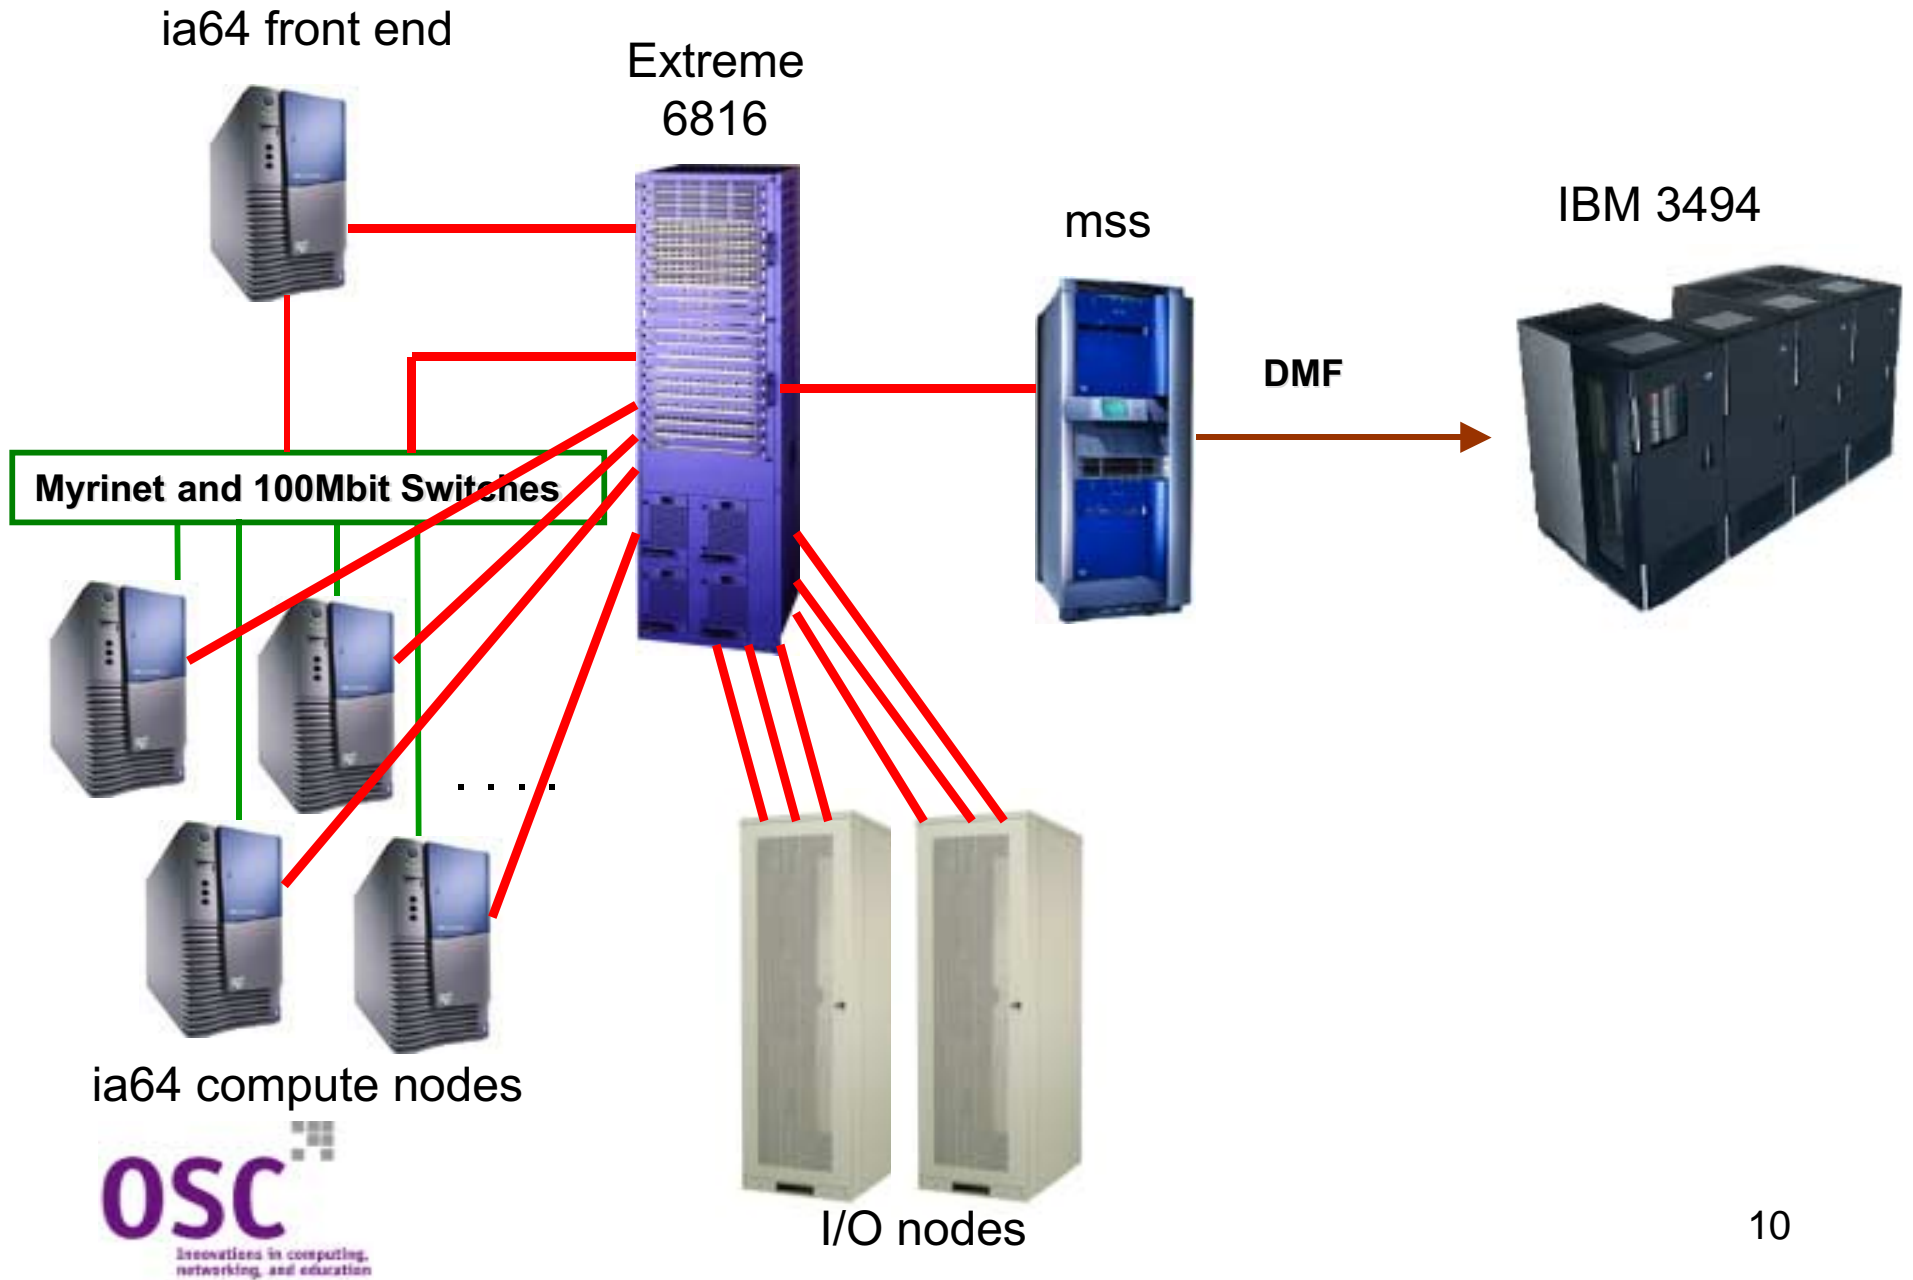 ia64 front end
Extreme
6816
mss
IBM 3494
DMF
Myrinet and 100Mbit Switches
. . . .
ia64 compute nodes
I/O nodes
OSC
Innovations in computing,
networking, and education
10